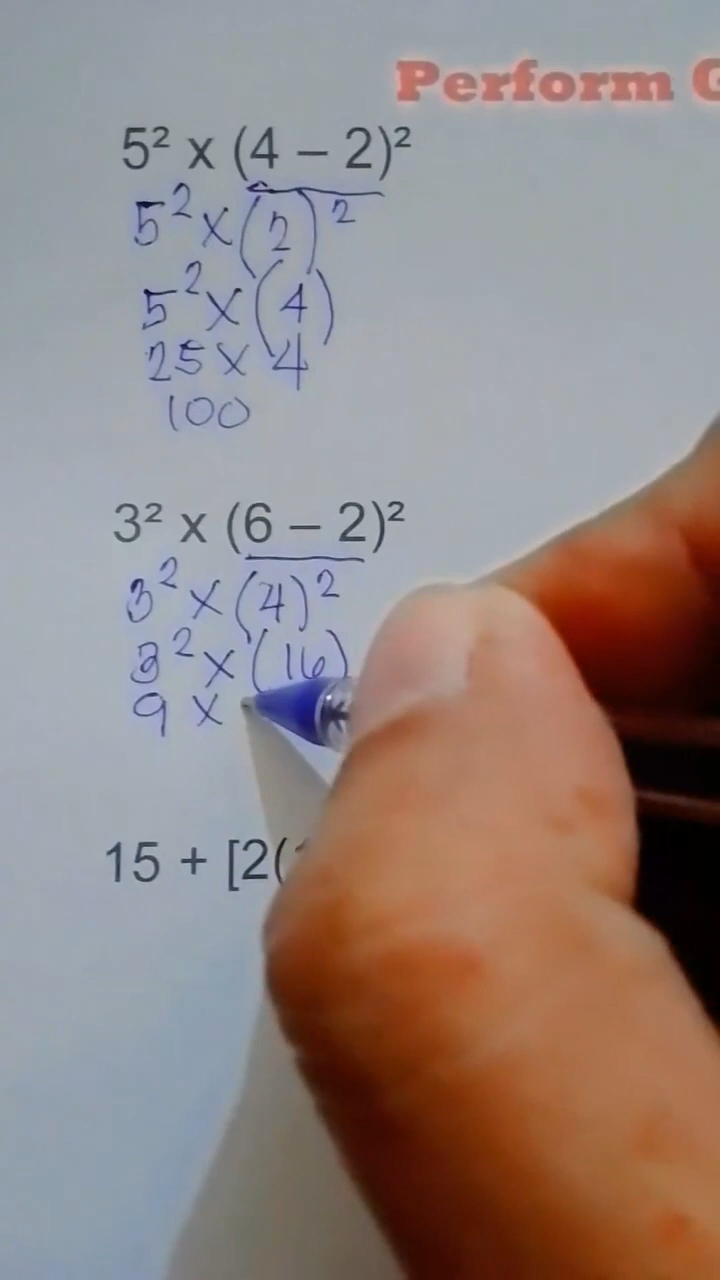 Perform
5² x (4 – 2)²
5² x (2)²
5² x (4)
25 x 4
100
3² x (6 – 2)²
3² x (4)²
3² x (16)
9 x
15 + [2(